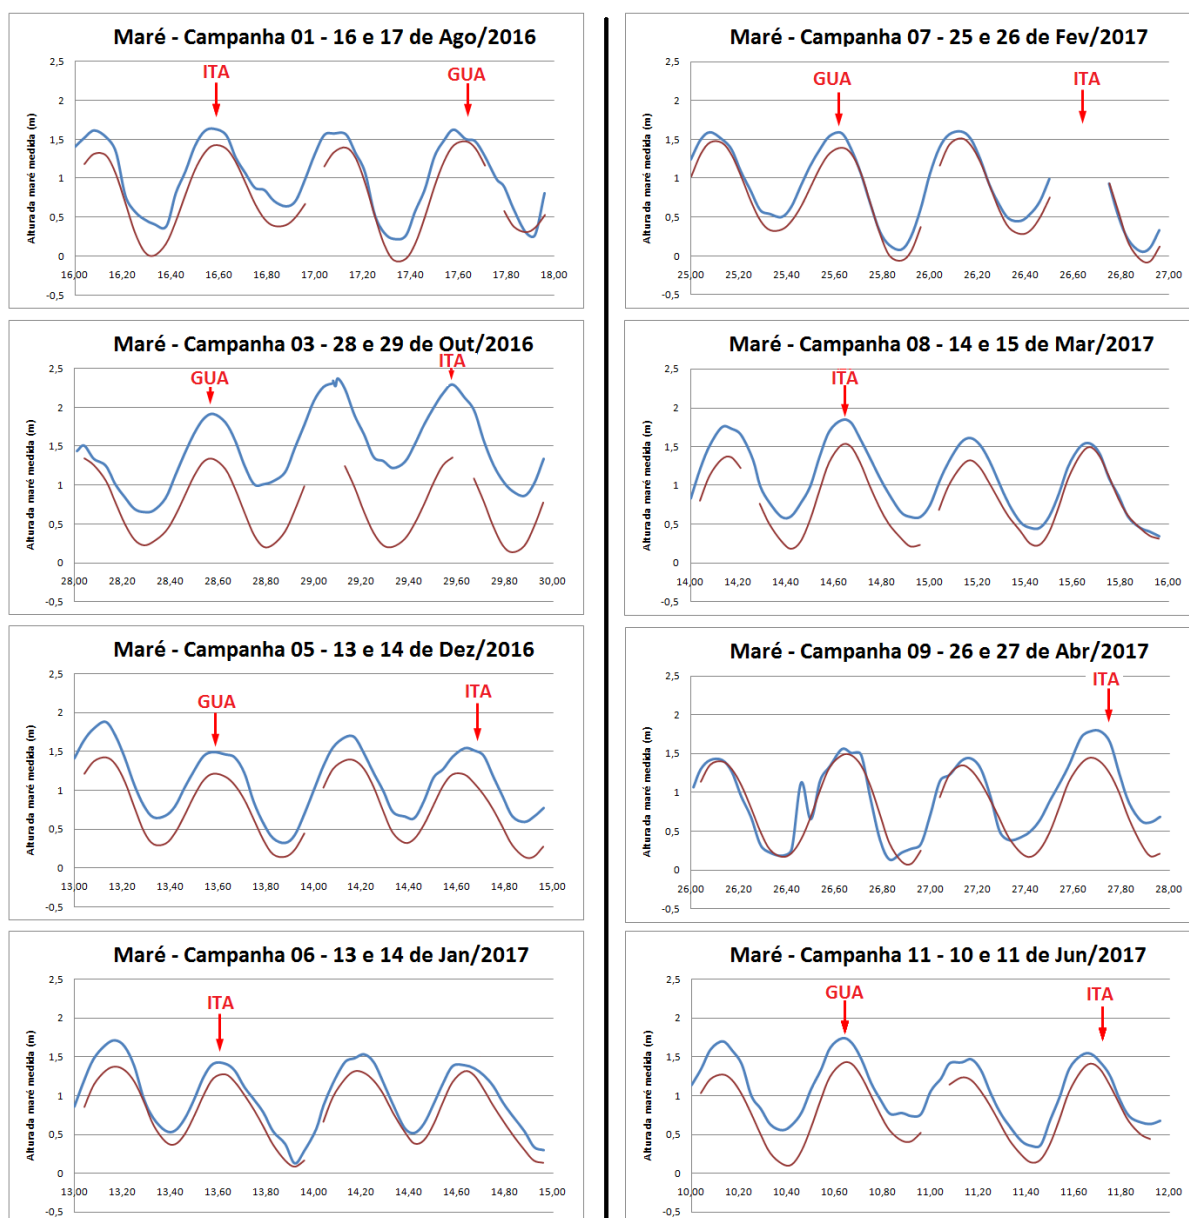 Maré - Campanha 01 - 16 e 17 de Ago/2016
Altura da maré medida (m)
2,5
2
1,5
1
0,5
0
-0,5
ITA
GUA
16,00 16,20 16,40 16,60 16,80 17,00 17,20 17,40 17,60 17,80 18,00
Maré - Campanha 03 - 28 e 29 de Out/2016
Altura da maré medida (m)
2,5
2
1,5
1
0,5
0
-0,5
GUA
ITA
28,00 28,20 28,40 28,60 28,80 29,00 29,20 29,40 29,60 29,80 30,00
Maré - Campanha 05 - 13 e 14 de Dez/2016
Altura da maré medida (m)
2,5
2
1,5
1
0,5
0
-0,5
GUA
ITA
13,00 13,20 13,40 13,60 13,80 14,00 14,20 14,40 14,60 14,80 15,00
Maré - Campanha 06 - 13 e 14 de Jan/2017
Altura da maré medida (m)
2,5
2
1,5
1
0,5
0
-0,5
ITA
13,00 13,20 13,40 13,60 13,80 14,00 14,20 14,40 14,60 14,80 15,00
Maré - Campanha 07 - 25 e 26 de Fev/2017
Altura da maré medida (m)
2,5
2
1,5
1
0,5
0
-0,5
GUA
ITA
25,00 25,20 25,40 25,60 25,80 26,00 26,20 26,40 26,60 26,80 27,00
Maré - Campanha 08 - 14 e 15 de Mar/2017
Altura da maré medida (m)
2,5
2
1,5
1
0,5
0
-0,5
ITA
14,00 14,20 14,40 14,60 14,80 15,00 15,20 15,40 15,60 15,80 16,00
Maré - Campanha 09 - 26 e 27 de Abr/2017
Altura da maré medida (m)
2,5
2
1,5
1
0,5
0
-0,5
ITA
26,00 26,20 26,40 26,60 26,80 27,00 27,20 27,40 27,60 27,80 28,00
Maré - Campanha 11 - 10 e 11 de Jun/2017
Altura da maré medida (m)
2,5
2
1,5
1
0,5
0
-0,5
GUA
ITA
10,00 10,20 10,40 10,60 10,80 11,00 11,20 11,40 11,60 11,80 12,00